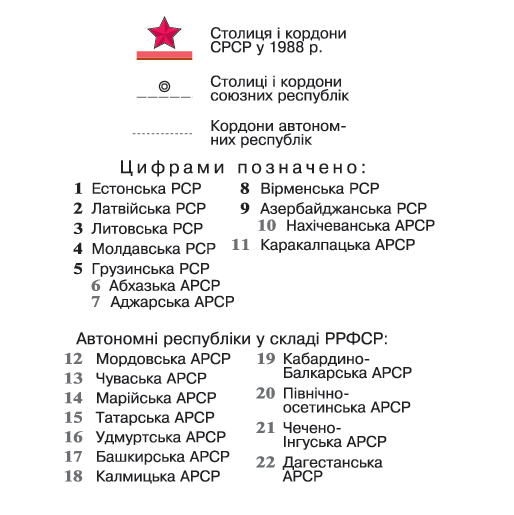 Столиця і кордони
СРСР у 1988 р.
Столиці і кордони
союзних республік
Кордони автоном-
них республік
Цифрами позначено:
1 Естонська РСР
2 Латвійська РСР
3 Литовська РСР
4 Молдавська РСР
5 Грузинська РСР
6 Абхазька АРСР
7 Аджарська АРСР
8 Вірменська РСР
9 Азербайджанська РСР
10 Нахічеванська АРСР
11 Каракалпацька АРСР
Автономні республіки у складі РРФСР:
12 Мордовська АРСР
13 Чуваська АРСР
14 Марійська АРСР
15 Татарська АРСР
16 Удмуртська АРСР
17 Башкирська АРСР
18 Калмицька АРСР
19 Кабардино-
Балкарська АРСР
20 Північно-
осетинська АРСР
21 Чечено-
Інгуська АРСР
22 Дагестанська
АРСР